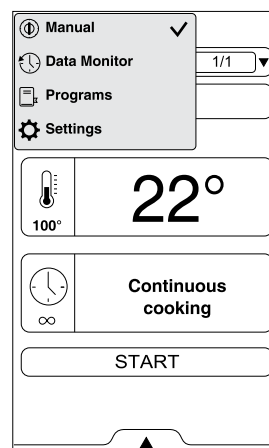 Manual
Data Monitor
1/1
Programs
Settings
22°
100°
Continuous
cooking
∞
START